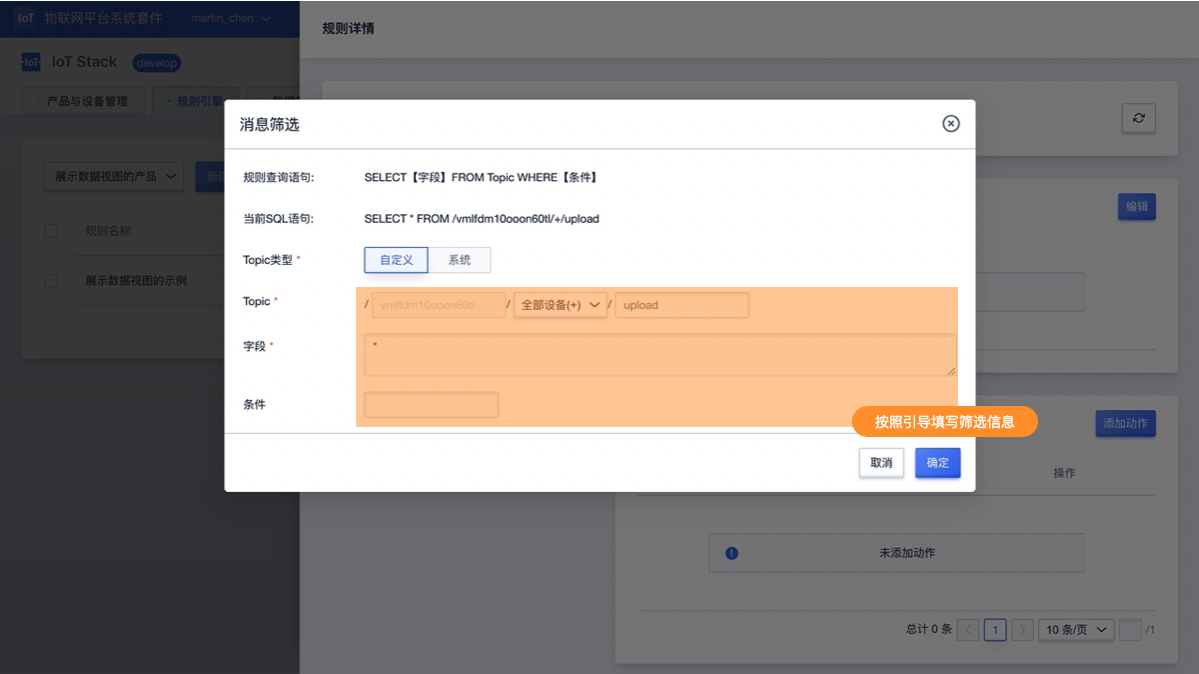 IoT 物联网平台系统套件 martin_chen
规则详情
IoT IoT Stack develop
产品与设备管理 规则引擎
消息筛选
展示数据视图的产品
规则名称
展示数据视图的示例
规则查询语句: SELECT【字段】FROM Topic WHERE【条件】
当前SQL语句: SELECT * FROM /vmlfdm10ooon60tl/+/upload
Topic类型 * 自定义 系统
Topic * / vmlfdm10ooon60tl / 全部设备(+) / upload
字段 * *
条件
按照引导填写筛选信息
取消 确定
编辑
添加动作
操作
未添加动作
总计 0 条 1 10 条/页 /1